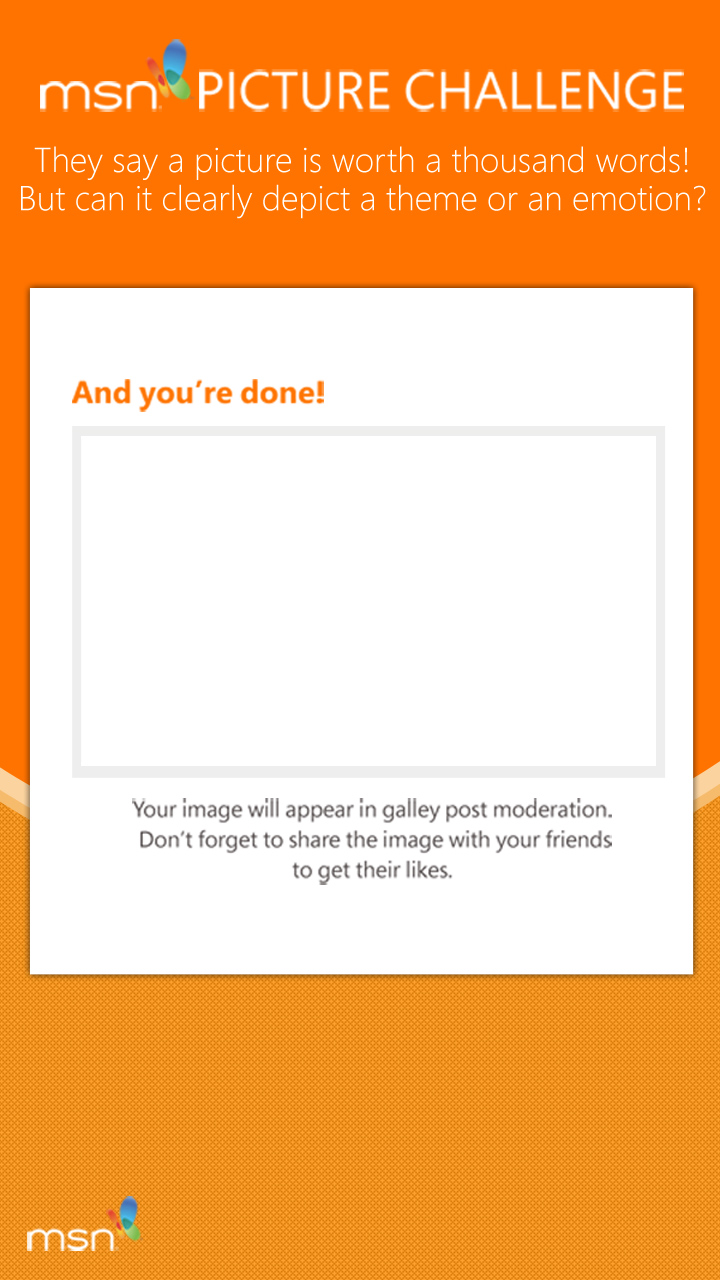 msn PICTURE CHALLENGE
They say a picture is worth a thousand words!
But can it clearly depict a theme or an emotion?
And you're done!
Your image will appear in galley post moderation.
Don't forget to share the image with your friends
to get their likes.
msn